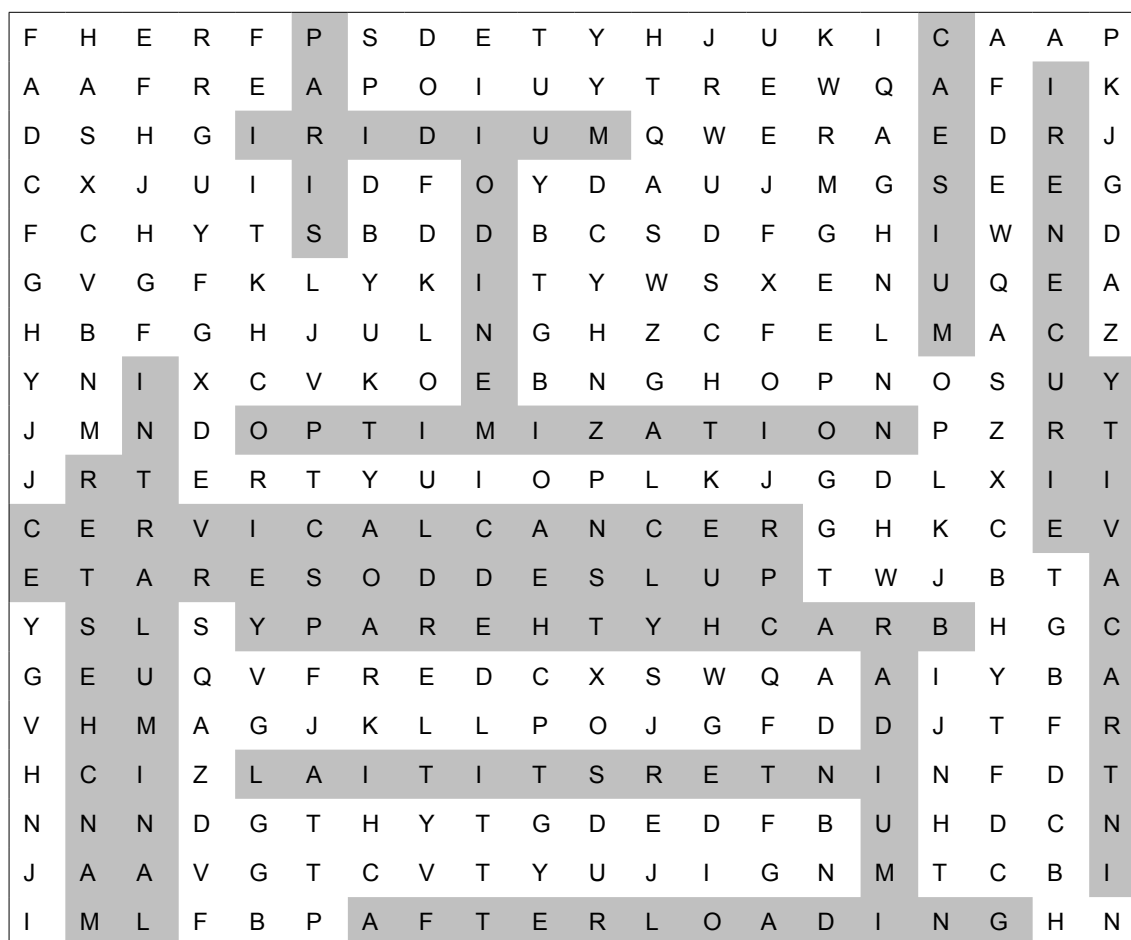 F H E R F P S D E T Y H J U K I C A A P
A A F R E A P O I U Y T R E W Q A F I K
D S H G I R I D I U M Q W E R A E D R J
C X J U I I D F O Y D A U J M G S E E G
F C H Y T S B D D B C S D F G H I W N D
G V G F K L Y K I T Y W S X E N U Q E A
H B F G H J U L N G H Z C F E L M A C Z
Y N I X C V K O E B N G H O P N O S U Y
J M N D O P T I M I Z A T I O N P Z R T
J R T E R T Y U I O P L K J G D L X I I
C E R V I C A L C A N C E R G H K C E V
E T A R E S O D D E S L U P T W J B T A
Y S L S Y P A R E H T Y H C A R B H G C
G E U Q V F R E D C X S W Q A A I Y B A
V H M A G J K L L P O J G F D D J T F R
H C I Z L A I T I T S R E T N I N F D T
N N N D G T H Y T G D E D F B U H D C N
J A A V G T C V T Y U J I G N M T C B I
I M L F B P A F T E R L O A D I N G H N